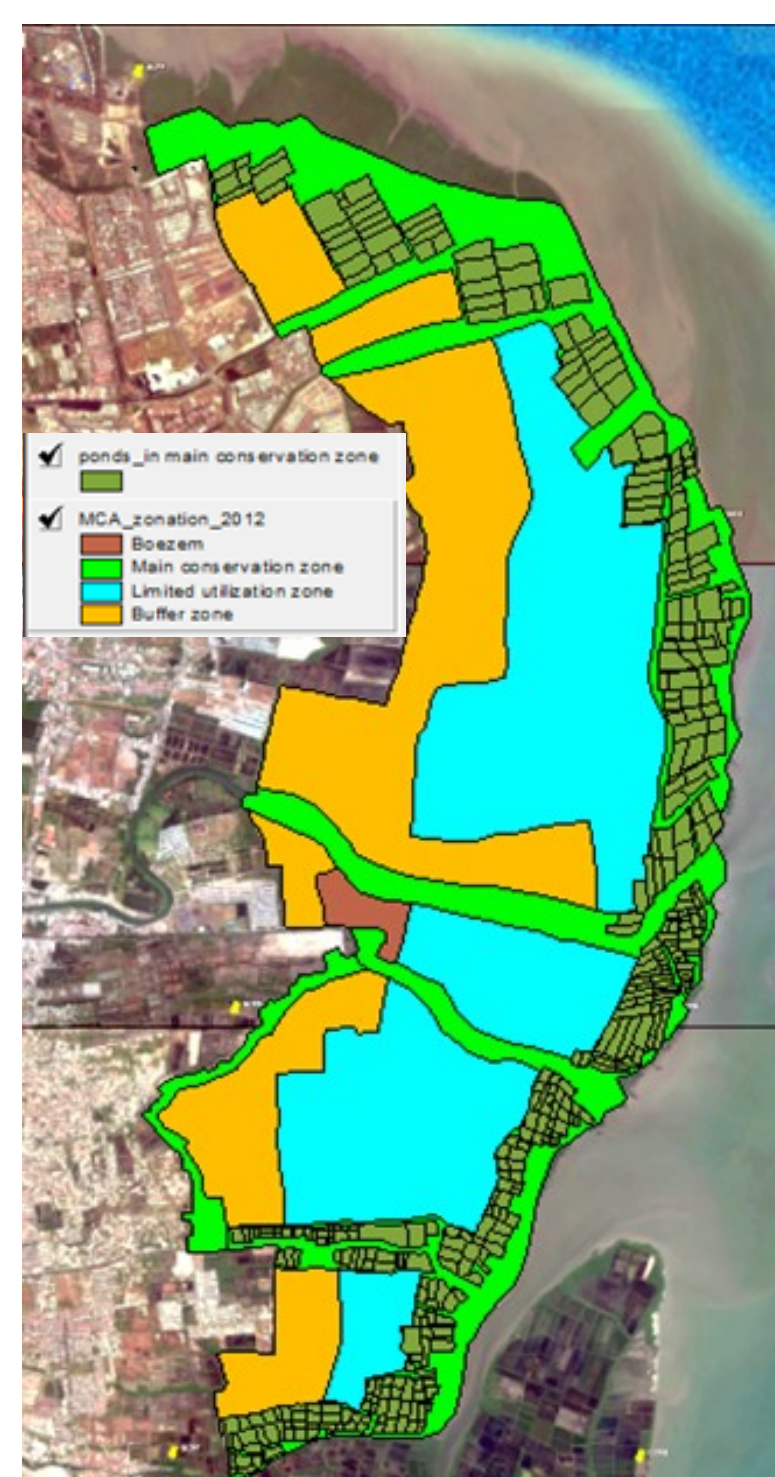 ponds_in main conservation zone
MCA_zonation_2012
Boezem
Main conservation zone
Limited utilization zone
Buffer zone